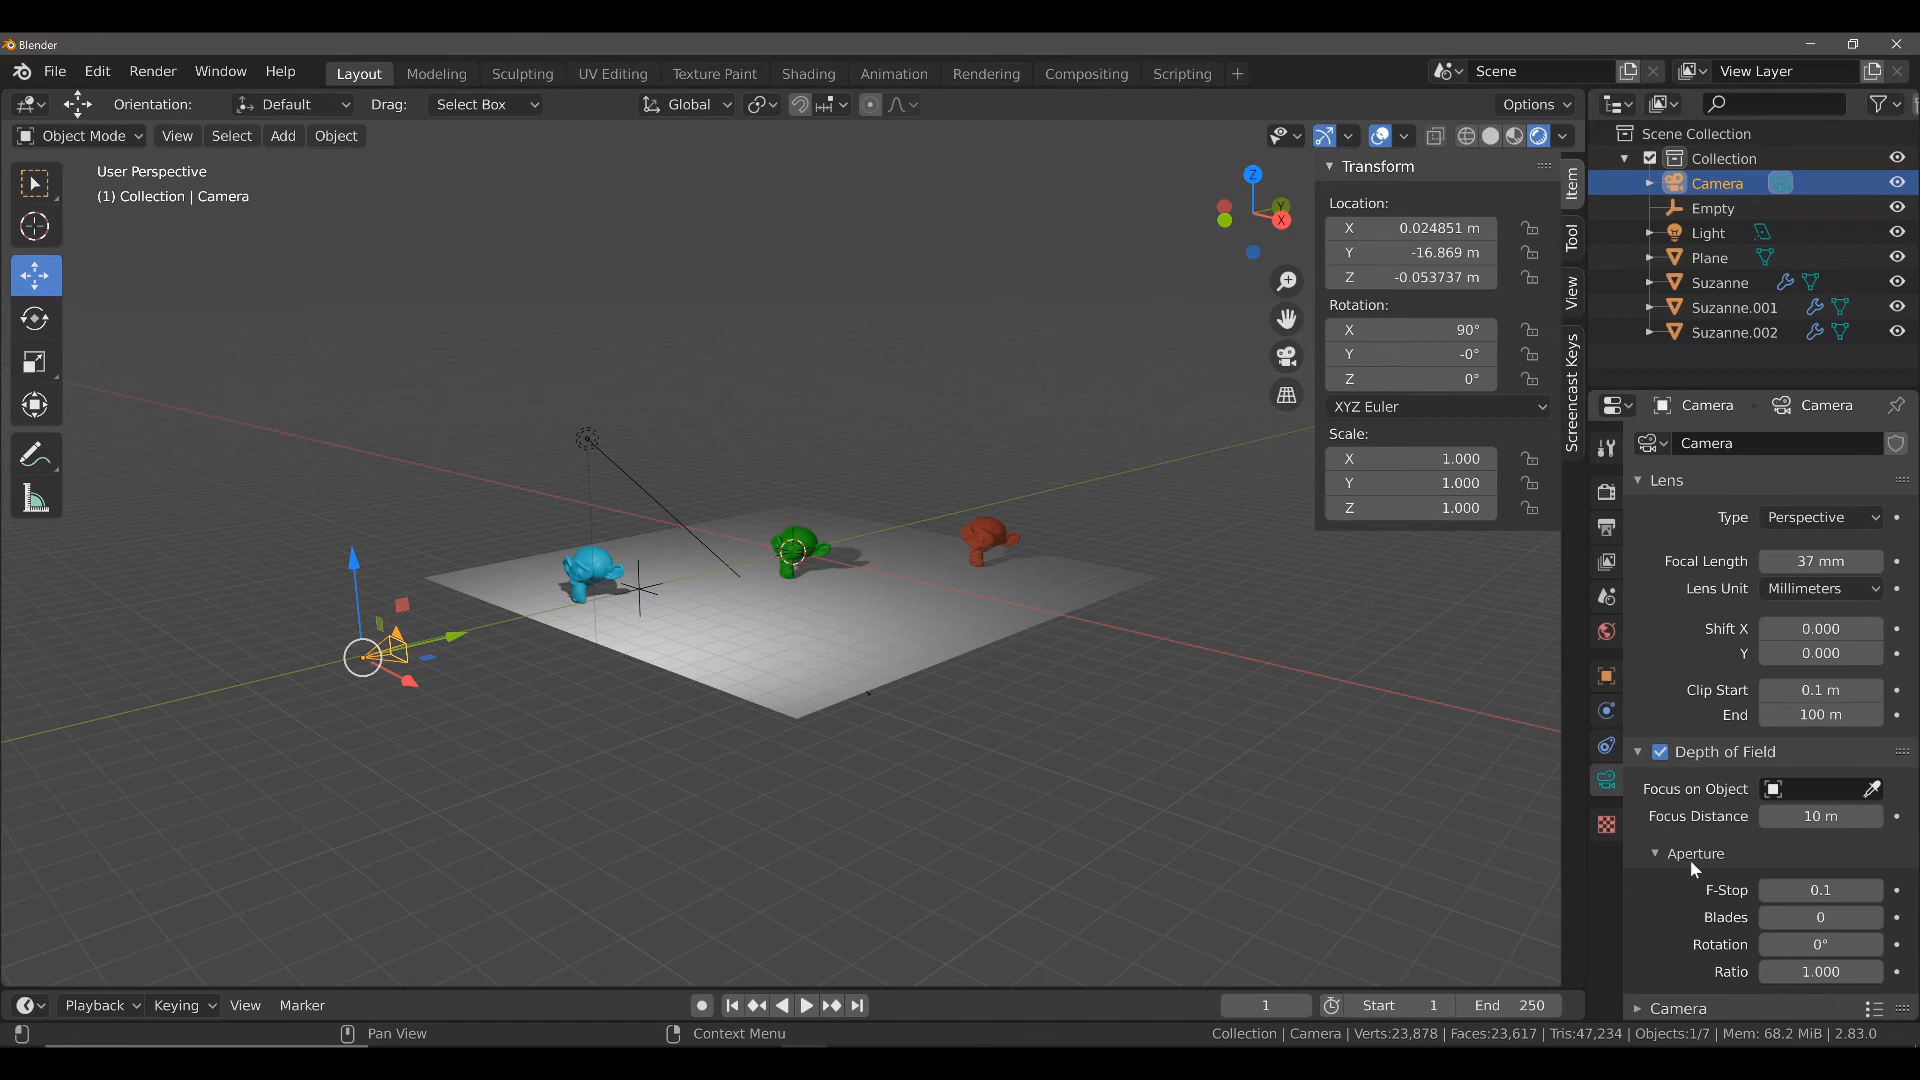 Blender
File Edit Render Window Help Layout Modeling Sculpting UV Editing Texture Paint Shading Animation Rendering Compositing Scripting + Scene View Layer
Orientation: Default Drag: Select Box Global Options
Object Mode View Select Add Object
User Perspective
(1) Collection | Camera
Z
Y
X
Transform
Location:
X 0.024851 m
Y -16.869 m
Z -0.053737 m
Rotation:
X 90°
Y -0°
Z 0°
XYZ Euler
Scale:
X 1.000
Y 1.000
Z 1.000
Item
Tool
View
Screencast Keys
Scene Collection
Collection
Camera
Empty
Light
Plane
Suzanne
Suzanne.001
Suzanne.002
Camera Camera
Camera
Lens
Type Perspective
Focal Length 37 mm
Lens Unit Millimeters
Shift X 0.000
Y 0.000
Clip Start 0.1 m
End 100 m
Depth of Field
Focus on Object
Focus Distance 10 m
Aperture
F-Stop 0.1
Blades 0
Rotation 0°
Ratio 1.000
Camera
Playback Keying View Marker 1 Start 1 End 250
Pan View Context Menu Collection | Camera | Verts:23,878 | Faces:23,617 | Tris:47,234 | Objects:1/7 | Mem: 68.2 MiB | 2.83.0